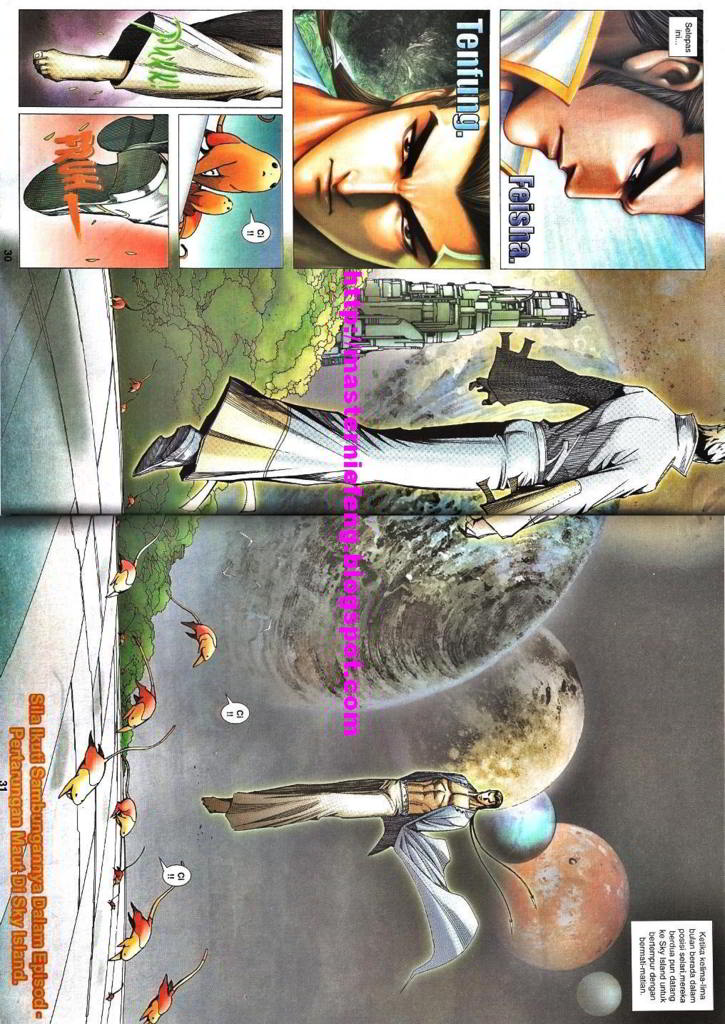 Selepas
ini...
Feisha.
Tenfung.
Ci
!!
30
http://masterniefeng.blogspot.com
Ketika kelima-lima
bulan berada dalam
posisi selari,mereka
berdua pun datang
ke Sky Island untuk
bertempur dengan
bermati-matian.
Ci
!!
Ci
!!
Sila Ikuti Sambungannya Dalam Episod -
Pertarungan Maut Di Sky Island.
31